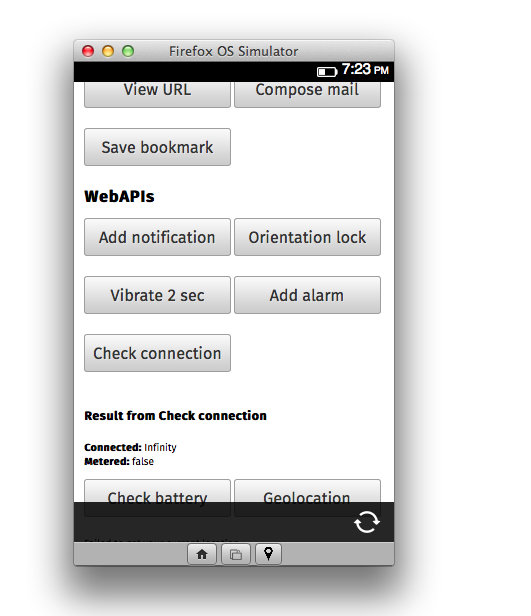 Firefox OS Simulator
7:23 PM
View URL
Compose mail
Save bookmark
WebAPIs
Add notification
Orientation lock
Vibrate 2 sec
Add alarm
Check connection
Result from Check connection
Connected: Infinity
Metered: false
Check battery
Geolocation